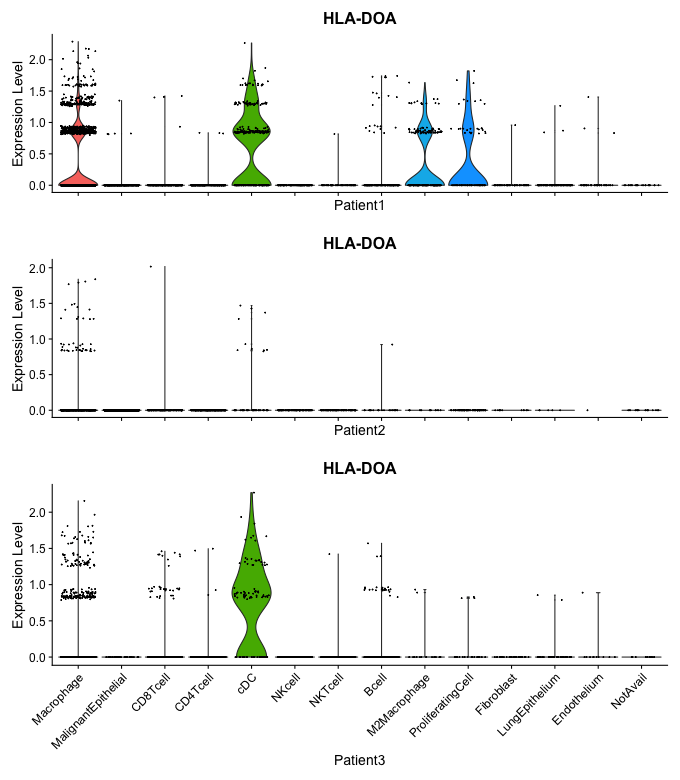 HLA-DOA
Expression Level
2.0
1.5
1.0
0.5
0.0
Patient1
HLA-DOA
Expression Level
2.0
1.5
1.0
0.5
0.0
Patient2
HLA-DOA
Expression Level
2.0
1.5
1.0
0.5
0.0
Macrophage
MalignantEpithelial
CD8Tcell
CD4Tcell
cDC
NKcell
NKTcell
Bcell
M2Macrophage
ProliferatingCell
Fibroblast
LungEpithelium
Endothelium
NotAvail
Patient3